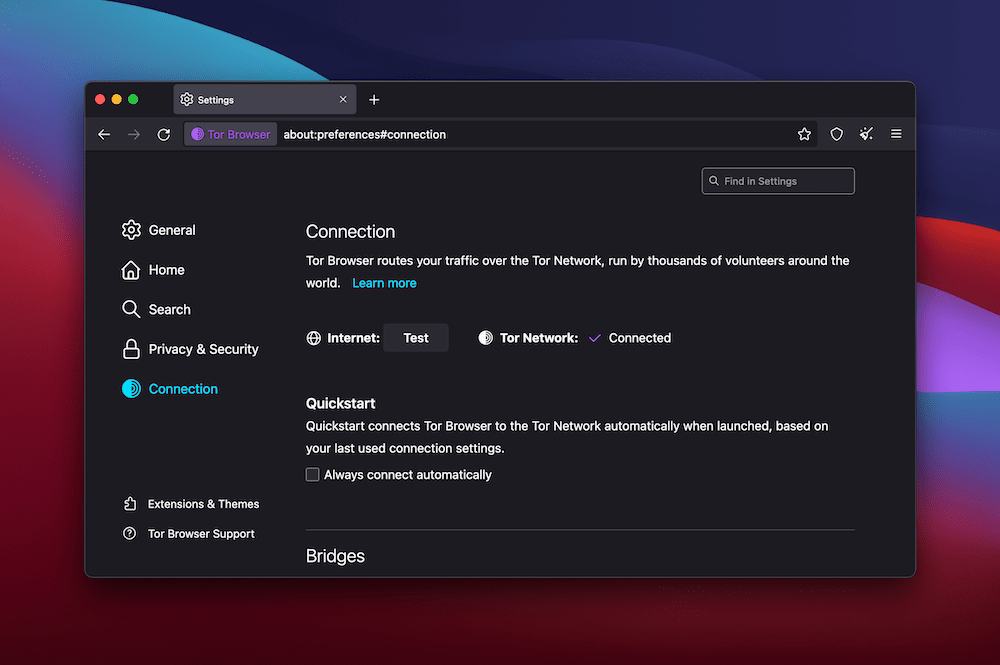 Settings
Tor Browser about:preferences#connection
Find in Settings
General
Home
Search
Privacy & Security
Connection
Extensions & Themes
Tor Browser Support
Connection
Tor Browser routes your traffic over the Tor Network, run by thousands of volunteers around the
world. Learn more
Internet: Test Tor Network: Connected
Quickstart
Quickstart connects Tor Browser to the Tor Network automatically when launched, based on
your last used connection settings.
Always connect automatically
Bridges